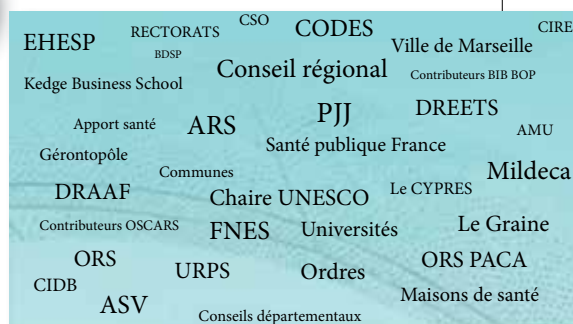 CSO
CIRE
RECTORATS
CODES
EHESP
Ville de Marseille
BDSP
Conseil régional
Contributeurs BIB BOP
Kedge Business School
PJJ
DREETS
Apport santé
ARS
AMU
Santé publique France
Gérontopôle
Mildeca
Communes
DRAAF
Chaire UNESCO
Le CYPRES
Contributeurs OSCARS
FNES
Universités
Le Graine
ORS
URPS
Ordres
ORS PACA
CIDB
Maisons de santé
ASV
Conseils départementaux